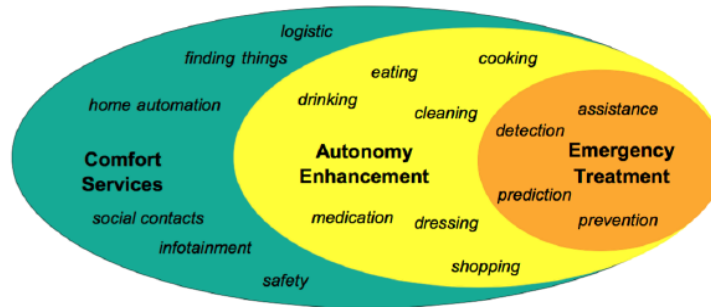 logistic
finding things
cooking
eating
home automation
drinking
cleaning
assistance
detection
Comfort
Services
Autonomy
Enhancement
Emergency
Treatment
prediction
social contacts
medication
dressing
prevention
infotainment
shopping
safety